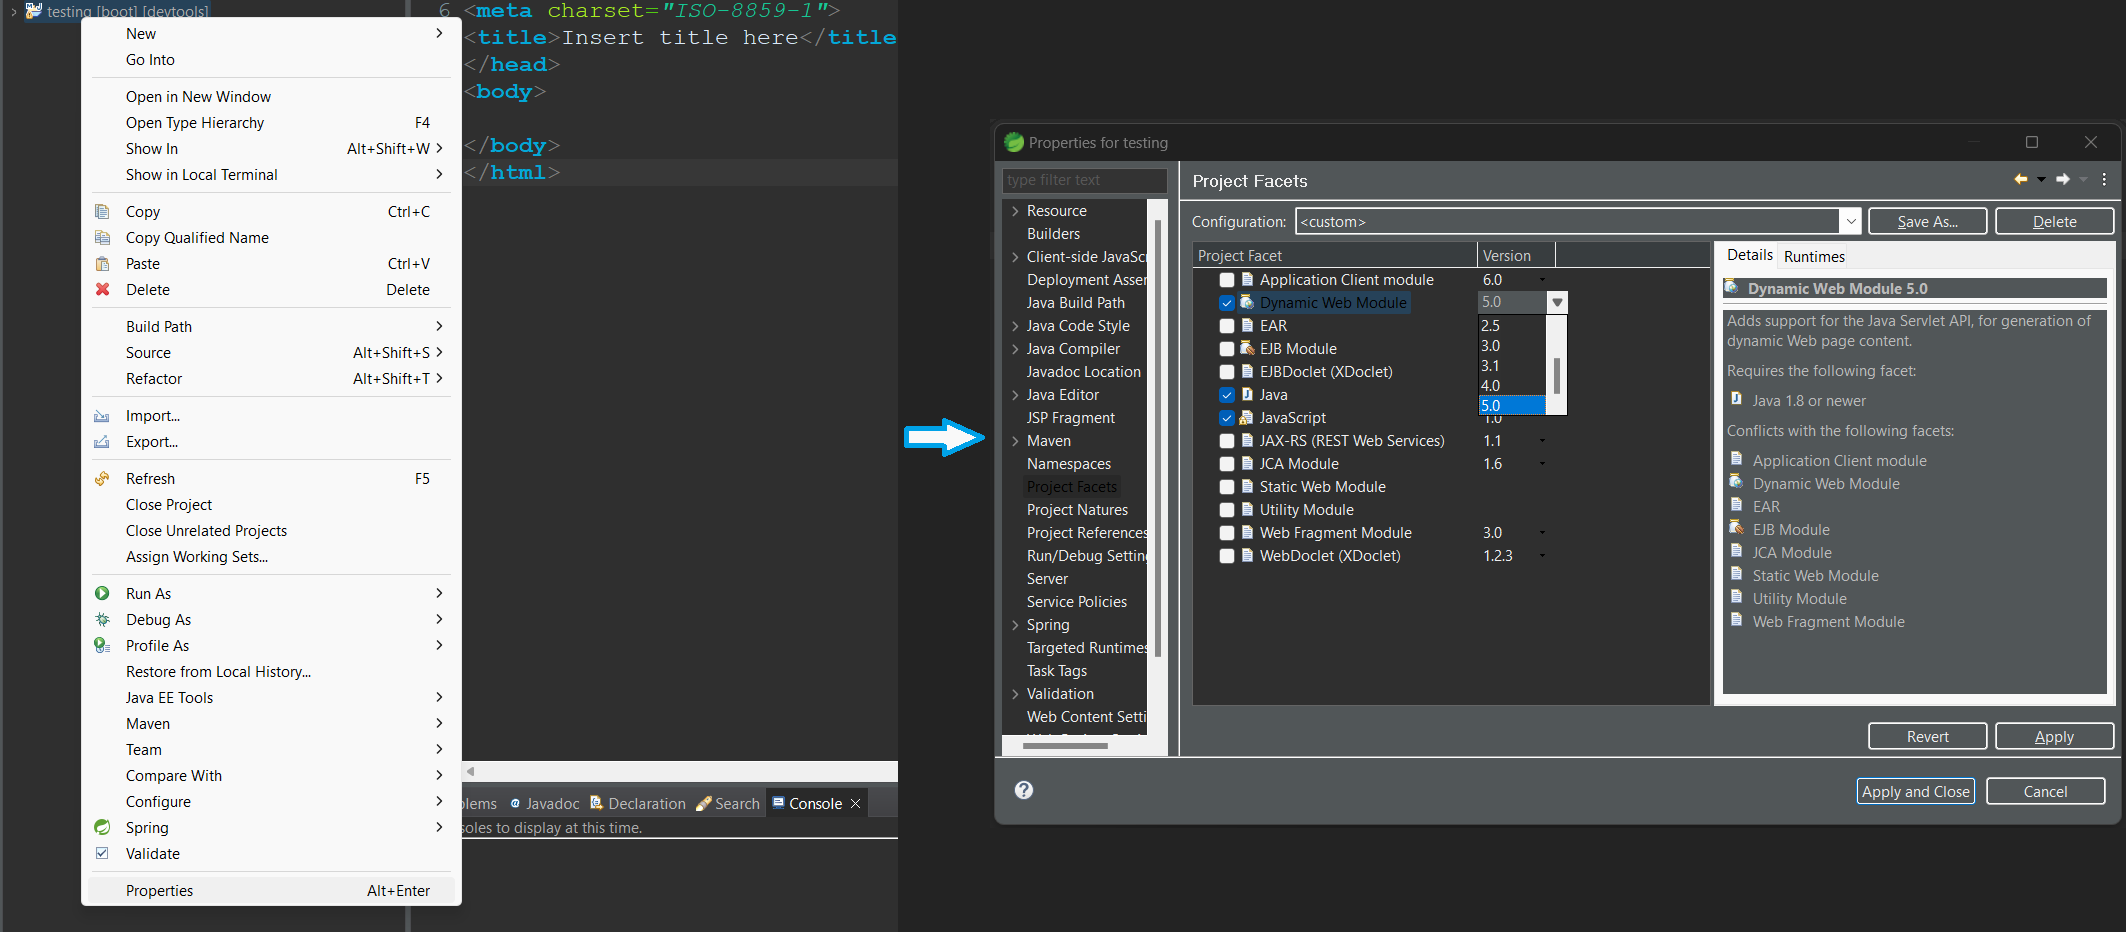 testing [boot] [devtools]
New
Go Into
Open in New Window
Open Type Hierarchy F4
Show In Alt+Shift+W
Show in Local Terminal
Copy Ctrl+C
Copy Qualified Name
Paste Ctrl+V
Delete Delete
Build Path
Source Alt+Shift+S
Refactor Alt+Shift+T
Import...
Export...
Refresh F5
Close Project
Close Unrelated Projects
Assign Working Sets...
Run As
Debug As
Profile As
Restore from Local History...
Java EE Tools
Maven
Team
Compare With
Configure
Spring
Validate
Properties Alt+Enter
6 <meta charset="ISO-8859-1">
<title>Insert title here</title
</head>
<body>
</body>
</html>
blems @ Javadoc Declaration Search Console
soles to display at this time.
Properties for testing
type filter text
Resource
Builders
Client-side JavaScri
Deployment Asser
Java Build Path
Java Code Style
Java Compiler
Javadoc Location
Java Editor
JSP Fragment
Maven
Namespaces
Project Facets
Project Natures
Project References
Run/Debug Settin
Server
Service Policies
Spring
Targeted Runtimes
Task Tags
Validation
Web Content Setti
Project Facets
Configuration: <custom> Save As... Delete
Project Facet Version
Application Client module 6.0
Dynamic Web Module 5.0
EAR
EJB Module
EJBDoclet (XDoclet)
Java
JavaScript 1.0
JAX-RS (REST Web Services) 1.1
JCA Module 1.6
Static Web Module
Utility Module
Web Fragment Module 3.0
WebDoclet (XDoclet) 1.2.3
2.5
3.0
3.1
4.0
5.0
Details Runtimes
Dynamic Web Module 5.0
Adds support for the Java Servlet API, for generation of
dynamic Web page content.
Requires the following facet:
Java 1.8 or newer
Conflicts with the following facets:
Application Client module
Dynamic Web Module
EAR
EJB Module
JCA Module
Static Web Module
Utility Module
Web Fragment Module
Revert Apply
Apply and Close Cancel